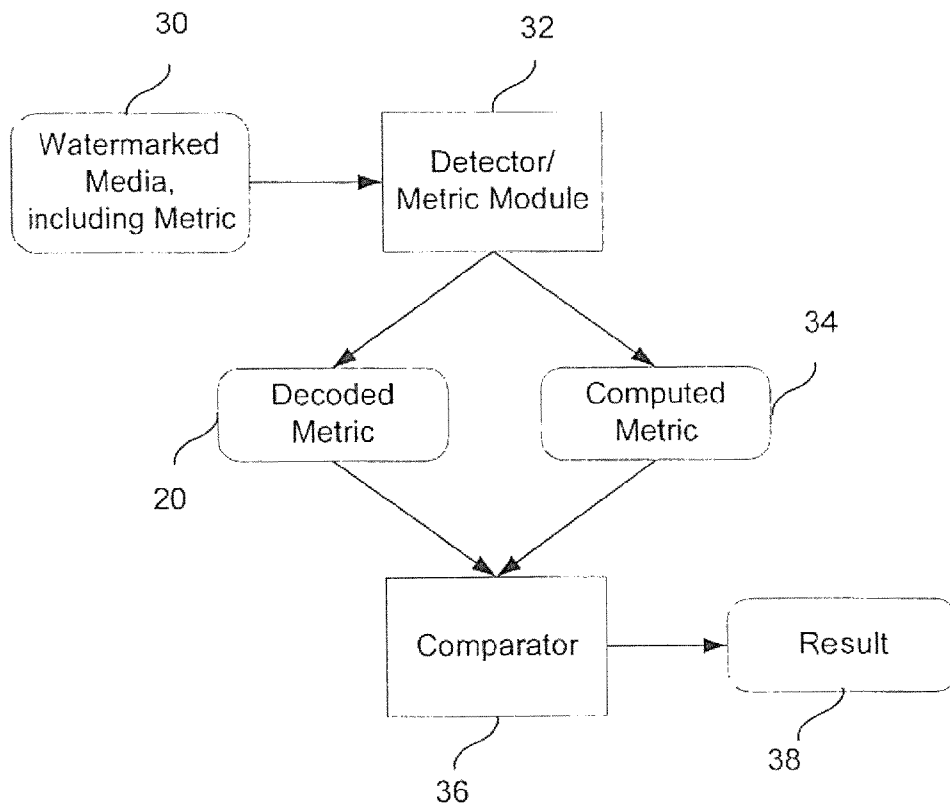 30
32
Watermarked
Media,
including Metric
Detector/
Metric Module
34
Decoded
Metric
Computed
Metric
20
Comparator
Result
36
38